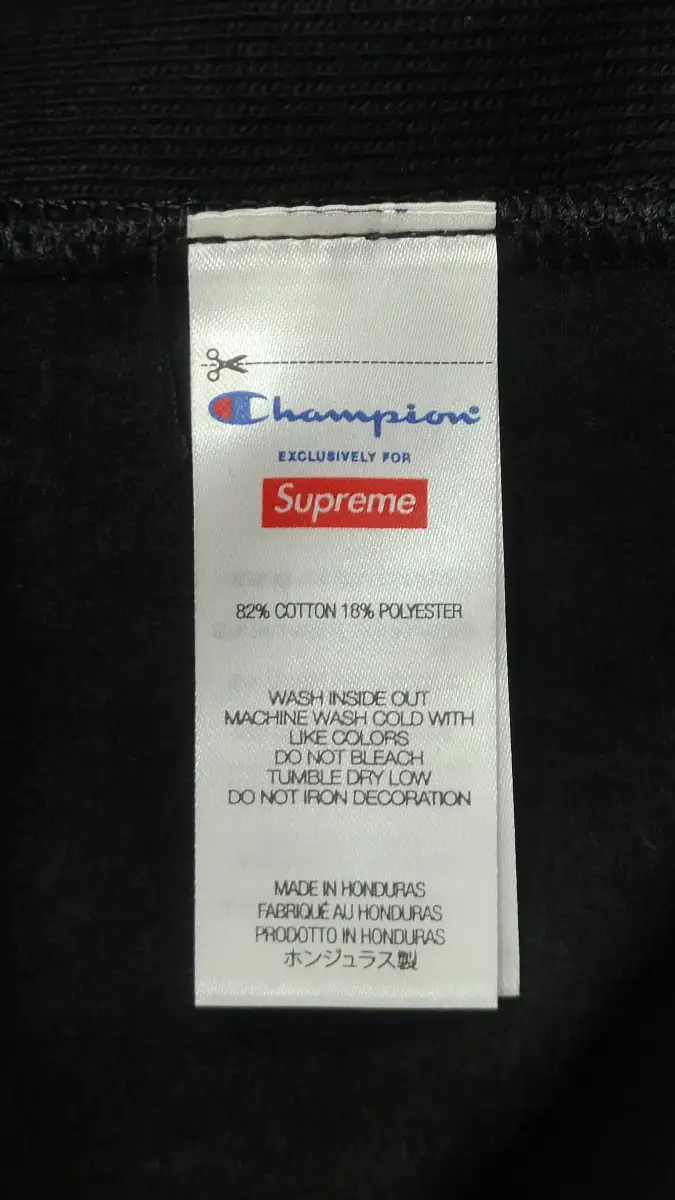 Champion
EXCLUSIVELY FOR
Supreme
82% COTTON 18% POLYESTER
WASH INSIDE OUT
MACHINE WASH COLD WITH
LIKE COLORS
DO NOT BLEACH
TUMBLE DRY LOW
DO NOT IRON DECORATION
MADE IN HONDURAS
FABRIQUÉ AU HONDURAS
PRODOTTO IN HONDURAS
ホンジュラス製